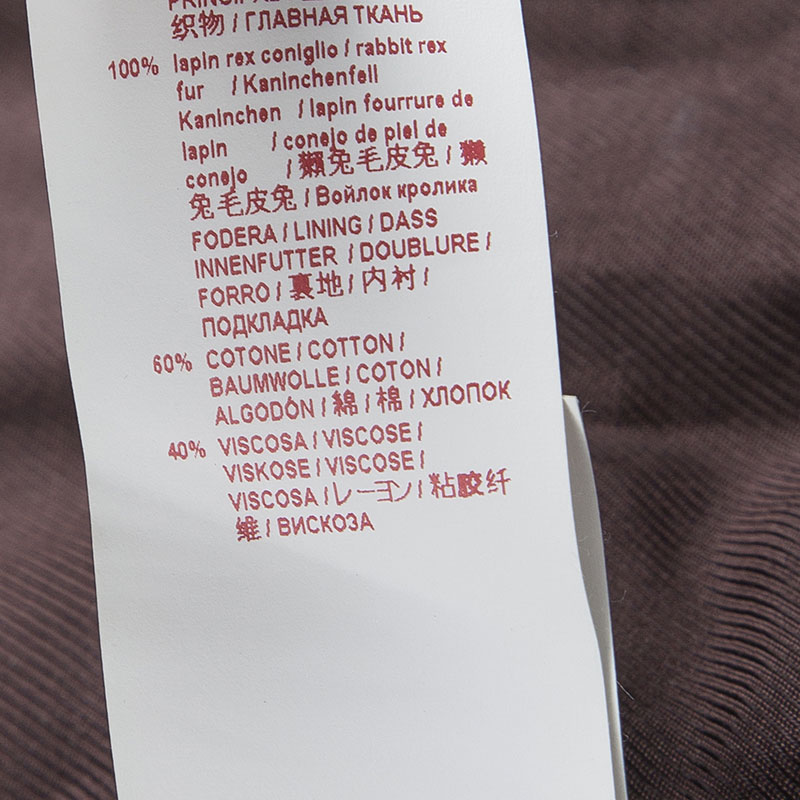 织物 / ГЛАВНАЯ ТКАНЬ
100% lapin rex coniglio / rabbit rex
fur / Kaninchenfell
Kaninchen / lapin fourrure de
lapin / conejo de piel de
conejo / 獺兔毛皮兔 / 獭
兔毛皮兔 / Войлок кролика
FODERA / LINING / DASS
INNENFUTTER / DOUBLURE /
FORRO / 裏地 / 内衬 /
ПОДКЛАДКА
60% COTONE / COTTON /
BAUMWOLLE / COTON /
ALGODÓN / 綿 / 棉 / ХЛОПОК
40% VISCOSA / VISCOSE /
VISKOSE / VISCOSE /
VISCOSA / レーヨン / 粘胶纤
维 / ВИСКОЗА